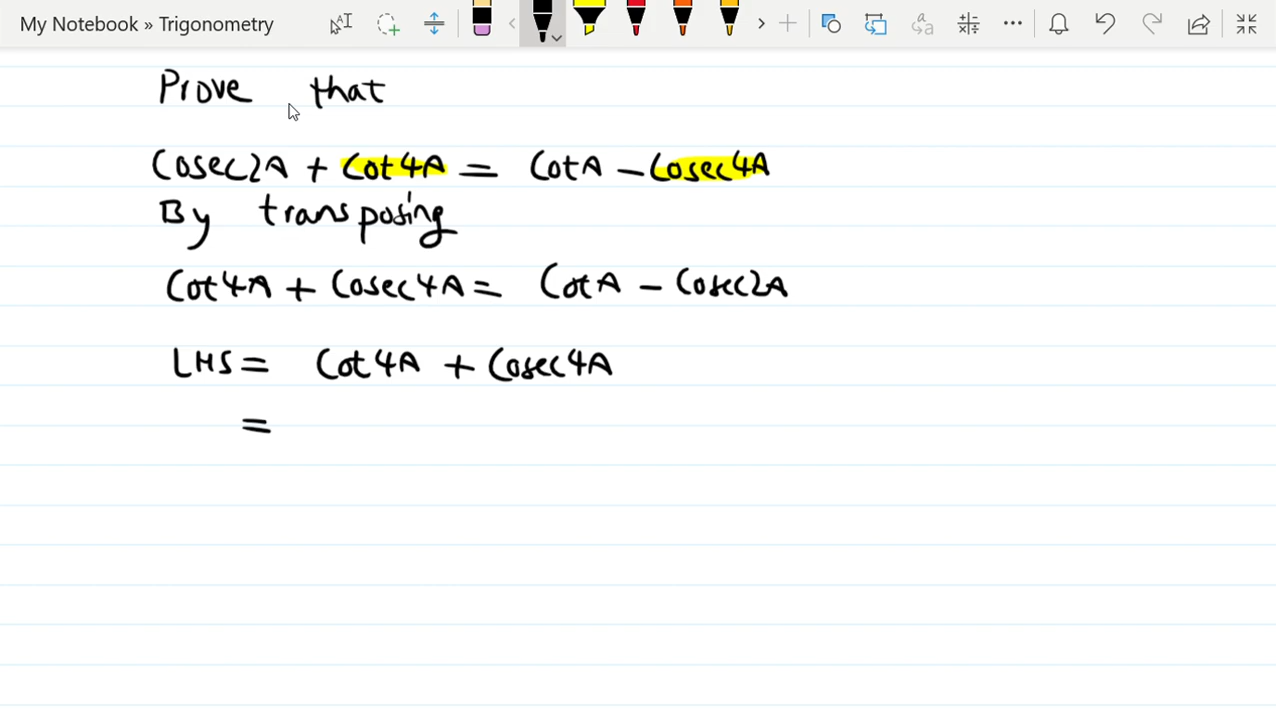 My Notebook » Trigonometry
Prove that
Cosec2A + Cot4A = CotA - Cosec4A
By transposing
Cot4A + Cosec4A = CotA - Cosec2A
LHS = Cot4A + Cosec4A
=